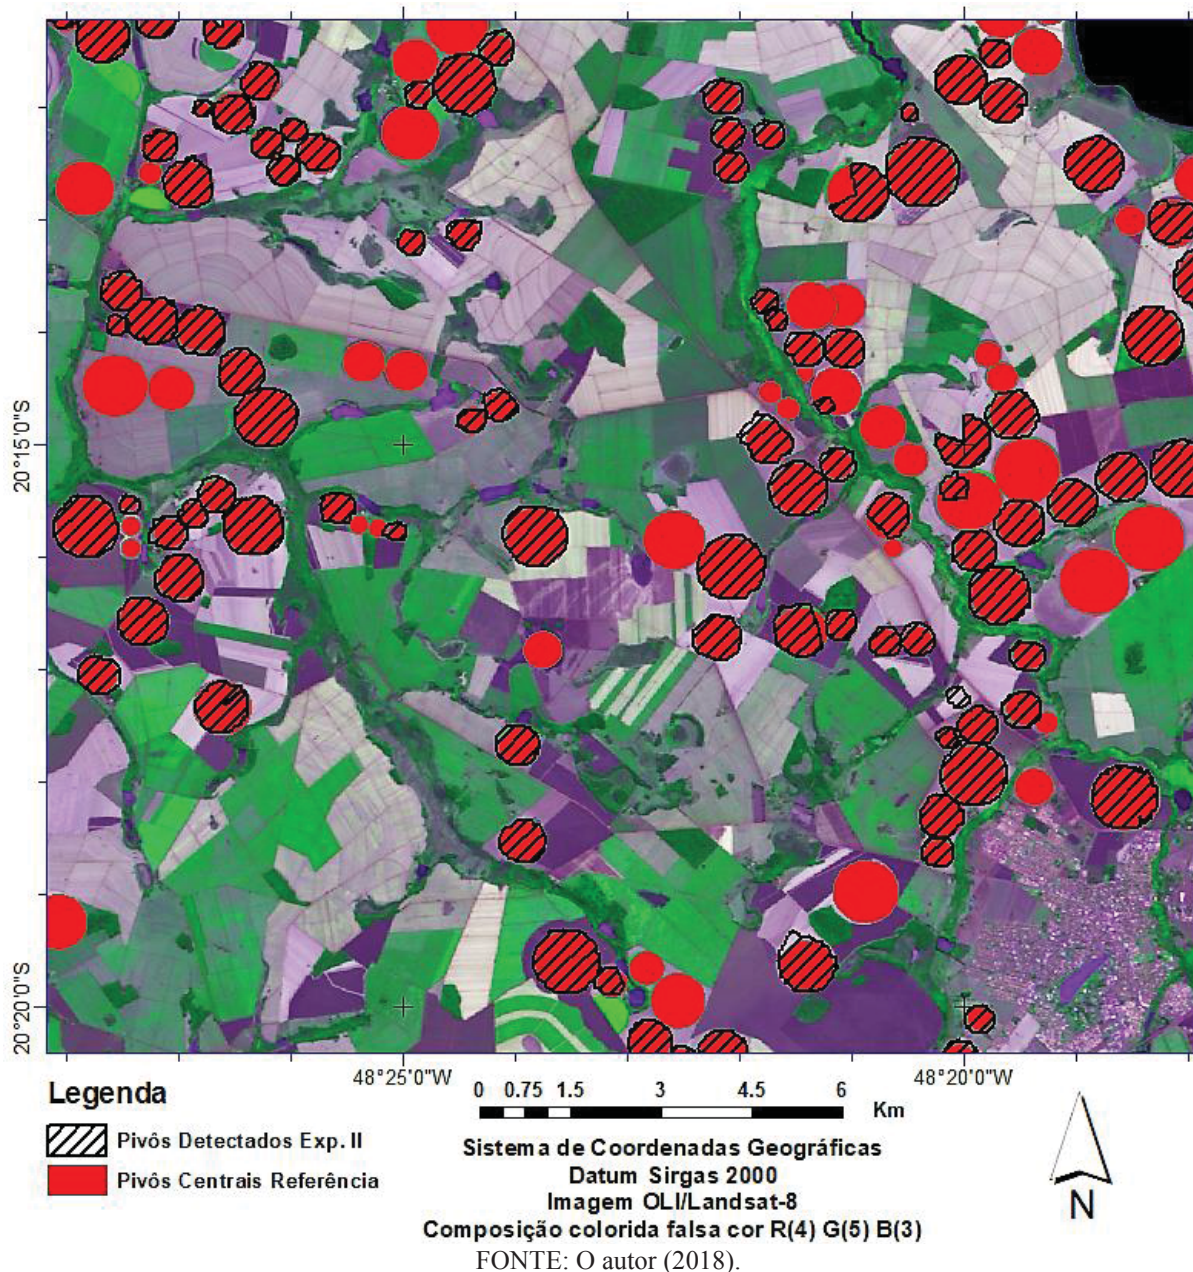 20°15'0"S
20°20'0"S
48°25'0"W
48°20'0"W
Legenda
Pivôs Detectados Exp. II
Pivôs Centrais Referência
0 0.75 1.5 3 4.5 6
Km
Sistema de Coordenadas Geográficas
Datum Sirgas 2000
Imagem OLI/Landsat-8
Composição colorida falsa cor R(4) G(5) B(3)
N
FONTE: O autor (2018).